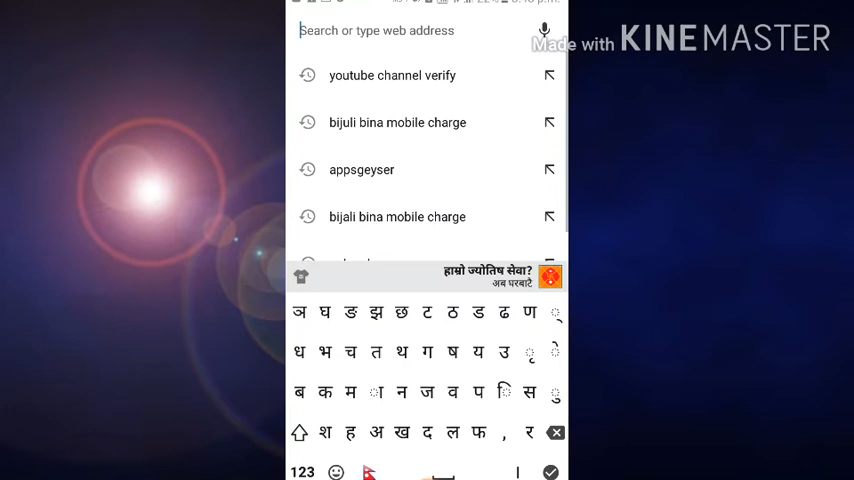 Search or type web address
Made with KINEMASTER
youtube channel verify
bijuli bina mobile charge
appsgeyser
bijali bina mobile charge
हाम्रो ज्योतिष सेवा?
अब घरबाटै
ञ घ ङ झ छ ट ठ ड ढ ण ्
ध भ च त थ ग ष य उ ृ े
ब क म ा न ज व प ि स ु
श ह अ ख द ल फ , र
123 ।